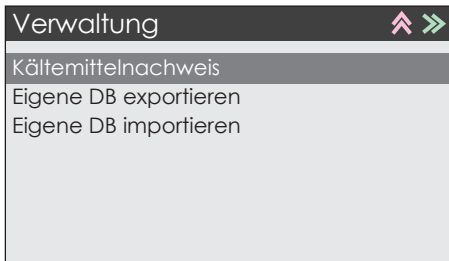 Verwaltung
Kältemittelnachweis
Eigene DB exportieren
Eigene DB importieren